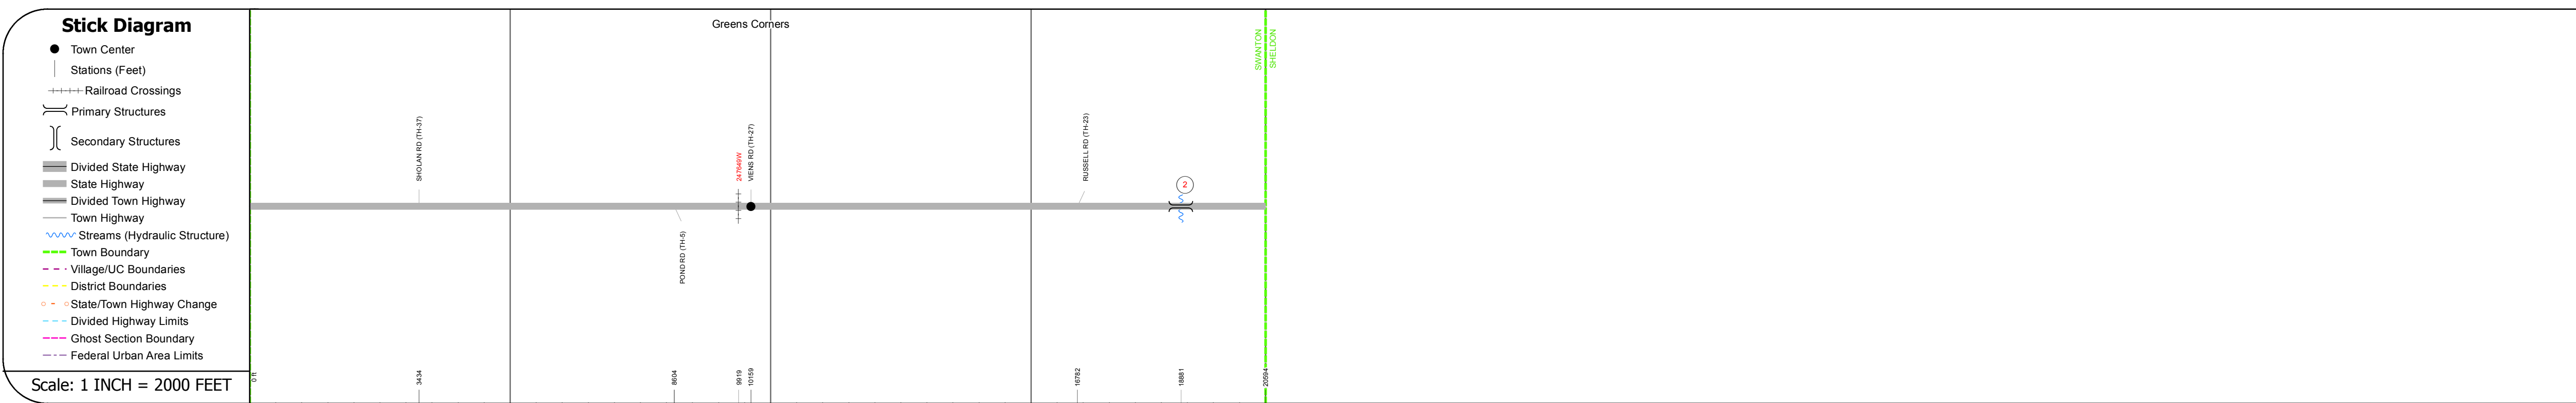 Stick Diagram
Town Center
Stations (Feet)
Railroad Crossings
Primary Structures
Secondary Structures
Divided State Highway
State Highway
Divided Town Highway
Town Highway
Streams (Hydraulic Structure)
Town Boundary
Village/UC Boundaries
District Boundaries
State/Town Highway Change
Divided Highway Limits
Ghost Section Boundary
Federal Urban Area Limits
Scale: 1 INCH = 2000 FEET
Greens Corners
SWANTON
SHELDON
SHOLAN RD (TH-37)
POND RD (TH-5)
247649W
VIENS RD (TH-27)
RUSSELL RD (TH-23)
2
0 ft
3434
8604
9919
10159
16782
18881
20594